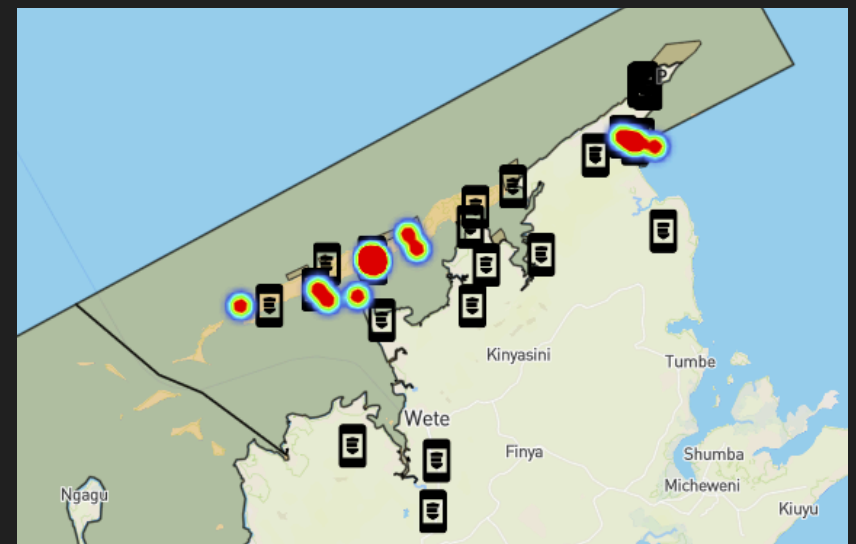 P
Kinyasini
Tumbe
Wete
Finya
Shumba
Micheweni
Ngagu
Kiuyu